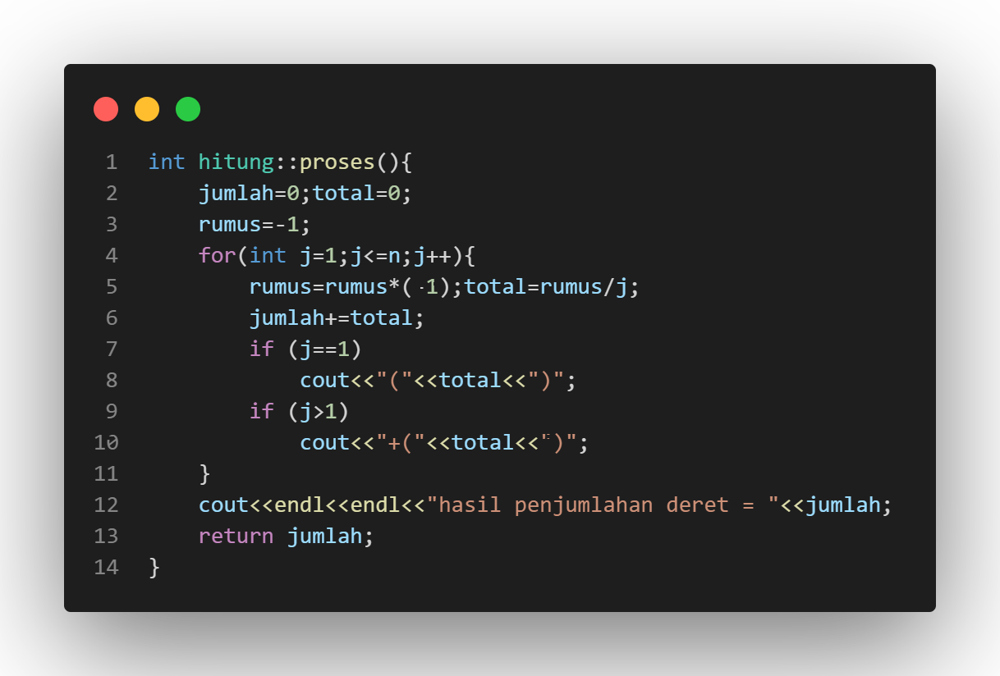 1 int hitung::proses(){
2 jumlah=0;total=0;
3 rumus=-1;
4 for(int j=1;j<=n;j++){
5 rumus=rumus*(-1);total=rumus/j;
6 jumlah+=total;
7 if (j==1)
8 cout<<"("<<total<<")";
9 if (j>1)
10 cout<<"+("<<total<<")";
11 }
12 cout<<endl<<endl<<"hasil penjumlahan deret = "<<jumlah;
13 return jumlah;
14 }